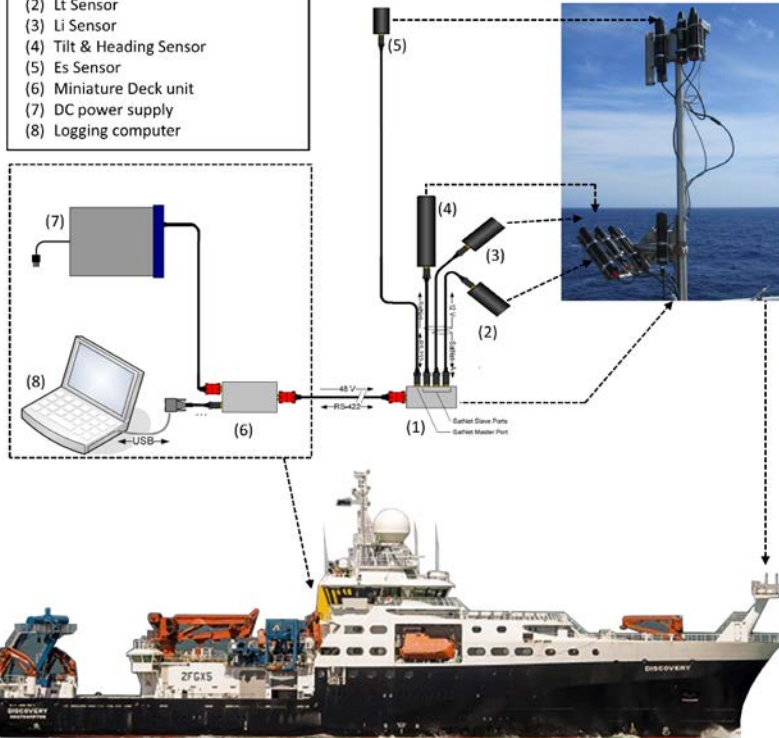 (2) Lt Sensor
(3) Li Sensor
(4) Tilt & Heading Sensor
(5) Es Sensor
(6) Miniature Deck unit
(7) DC power supply
(8) Logging computer
(5)
(7)
(4)
(3)
(2)
(8)
48 V
RS-422
(1)
(6)
USB
...
SatNet Slave Ports
SatNet Master Port
12 V
2FGX5
DISCOVERY
DISCOVERY
SOUTHAMPTON